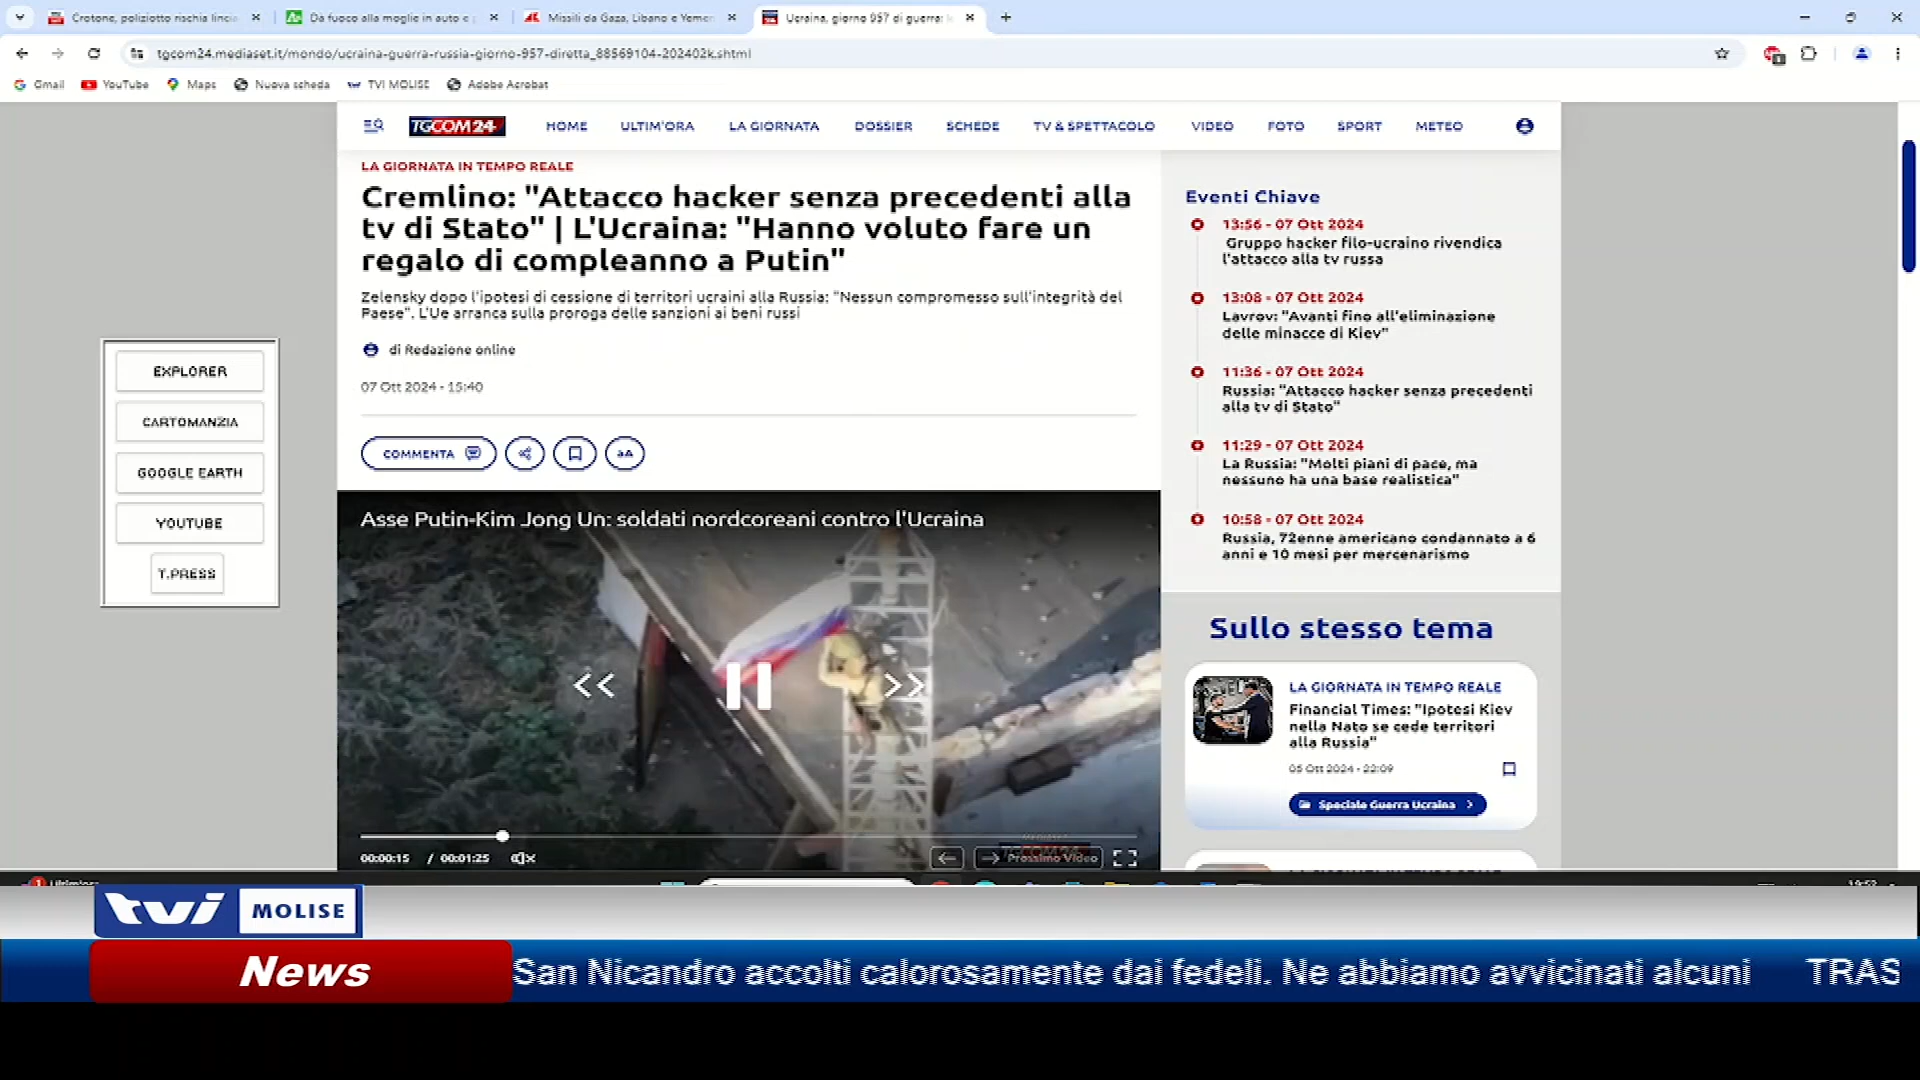 Crotone, poliziotto rischia lincia
Da fuoco alla moglie in auto e
Missili da Gaza, Libano e Yemen
Ucraina, giorno 957 di guerra:
tgcom24.mediaset.it/mondo/ucraina-guerra-russia-giorno-957-diretta_88569104-202402k.shtml
Gmail YouTube Maps Nuova scheda TVI MOLISE Adobe Acrobat
TGCOM24 HOME ULTIM'ORA LA GIORNATA DOSSIER SCHEDE TV & SPETTACOLO VIDEO FOTO SPORT METEO
LA GIORNATA IN TEMPO REALE
Cremlino: "Attacco hacker senza precedenti alla
tv di Stato" | L'Ucraina: "Hanno voluto fare un
regalo di compleanno a Putin"
Zelensky dopo l'ipotesi di cessione di territori ucraini alla Russia: "Nessun compromesso sull'integrità del
Paese". L'Ue arranca sulla proroga delle sanzioni ai beni russi
di Redazione online
07 Ott 2024 - 15:40
COMMENTA
aA
Asse Putin-Kim Jong Un: soldati nordcoreani contro l'Ucraina
00:00:15 / 00:01:25
Prossimo Video
EXPLORER
CARTOMANZIA
GOOGLE EARTH
YOUTUBE
T.PRESS
Eventi Chiave
13:56 - 07 Ott 2024
Gruppo hacker filo-ucraino rivendica
l'attacco alla tv russa
13:08 - 07 Ott 2024
Lavrov: "Avanti fino all'eliminazione
delle minacce di Kiev"
11:36 - 07 Ott 2024
Russia: "Attacco hacker senza precedenti
alla tv di Stato"
11:29 - 07 Ott 2024
La Russia: "Molti piani di pace, ma
nessuno ha una base realistica"
10:58 - 07 Ott 2024
Russia, 72enne americano condannato a 6
anni e 10 mesi per mercenarismo
Sullo stesso tema
LA GIORNATA IN TEMPO REALE
Financial Times: "Ipotesi Kiev
nella Nato se cede territori
alla Russia"
05 Ott 2024 - 22:09
Speciale Guerra Ucraina
tvi MOLISE
News
San Nicandro accolti calorosamente dai fedeli. Ne abbiamo avvicinati alcuni TRAS